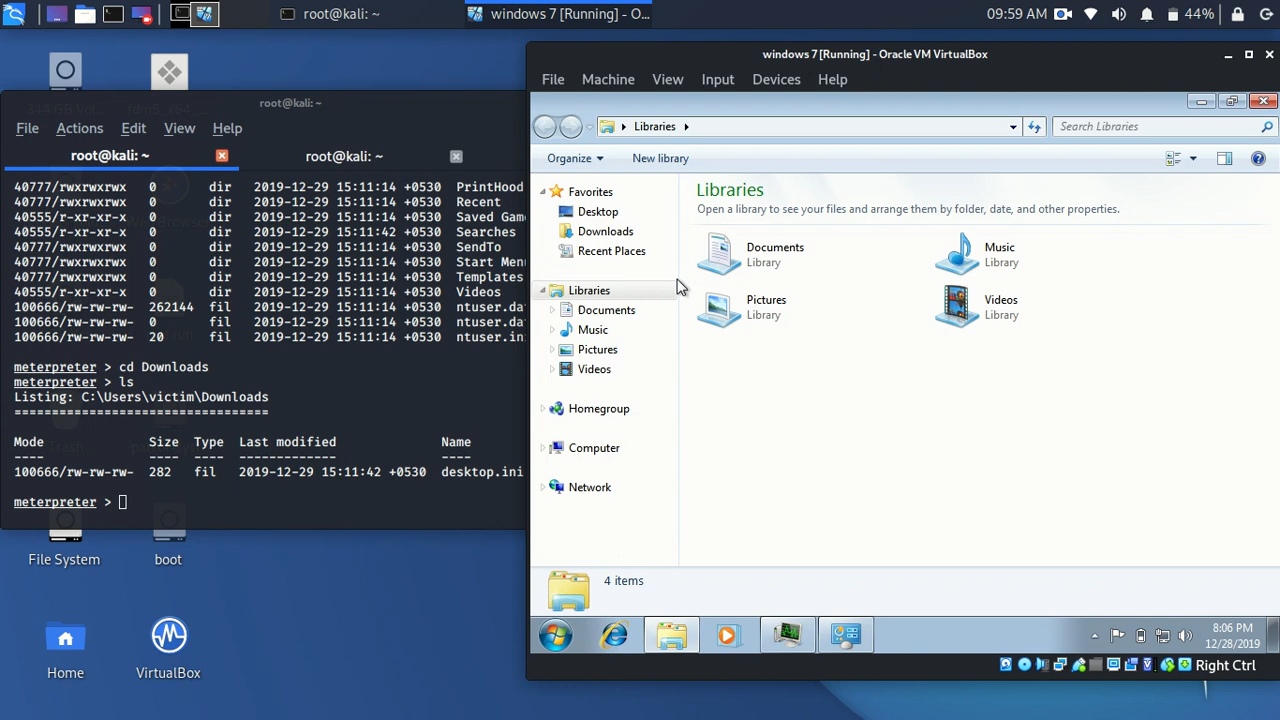 root@kali: ~
windows 7 [Running] - O...
09:59 AM
44%
root@kali: ~
File Actions Edit View Help
root@kali: ~
root@kali: ~
40777/rwxrwxrwx 0 dir 2019-12-29 15:11:14 +0530 PrintHood
40777/rwxrwxrwx 0 dir 2019-12-29 15:11:14 +0530 Recent
40555/r-xr-xr-x 0 dir 2019-12-29 15:11:14 +0530 Saved Game
40555/r-xr-xr-x 0 dir 2019-12-29 15:11:42 +0530 Searches
40777/rwxrwxrwx 0 dir 2019-12-29 15:11:14 +0530 SendTo
40777/rwxrwxrwx 0 dir 2019-12-29 15:11:14 +0530 Start Menu
40777/rwxrwxrwx 0 dir 2019-12-29 15:11:14 +0530 Templates
40555/r-xr-xr-x 0 dir 2019-12-29 15:11:14 +0530 Videos
100666/rw-rw-rw- 262144 fil 2019-12-29 15:11:14 +0530 ntuser.da
100666/rw-rw-rw- 0 fil 2019-12-29 15:11:14 +0530 ntuser.da
100666/rw-rw-rw- 20 fil 2019-12-29 15:11:14 +0530 ntuser.in
meterpreter > cd Downloads
meterpreter > ls
Listing: C:\Users\victim\Downloads
==================================
Mode Size Type Last modified Name
---- ---- ---- ------------- ----
100666/rw-rw-rw- 282 fil 2019-12-29 15:11:42 +0530 desktop.ini
meterpreter >
File System
boot
Home
VirtualBox
windows 7 [Running] - Oracle VM VirtualBox
File Machine View Input Devices Help
Libraries
Search Libraries
Organize
New library
Favorites
Desktop
Downloads
Recent Places
Libraries
Documents
Music
Pictures
Videos
Homegroup
Computer
Network
Libraries
Open a library to see your files and arrange them by folder, date, and other properties.
Documents
Library
Music
Library
Pictures
Library
Videos
Library
4 items
8:06 PM
12/28/2019
Right Ctrl